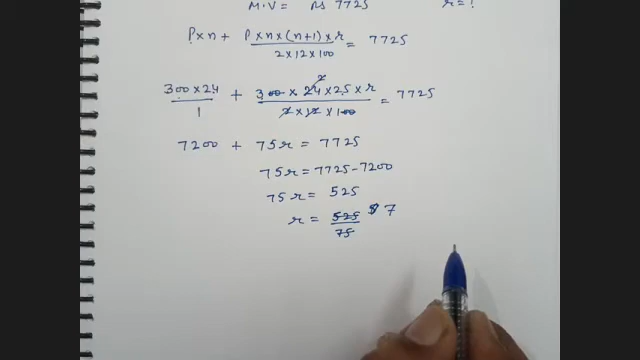 M.V = Rs 7725 r = ?
P×n + P×n×(n+1)×r / 2×12×100 = 7725
300×24 / 1 + 300 × 24 2 ×25×r / 2×12×100 = 7725
7200 + 75r = 7725
75r = 7725-7200
75r = 525
r = 525 / 75 7